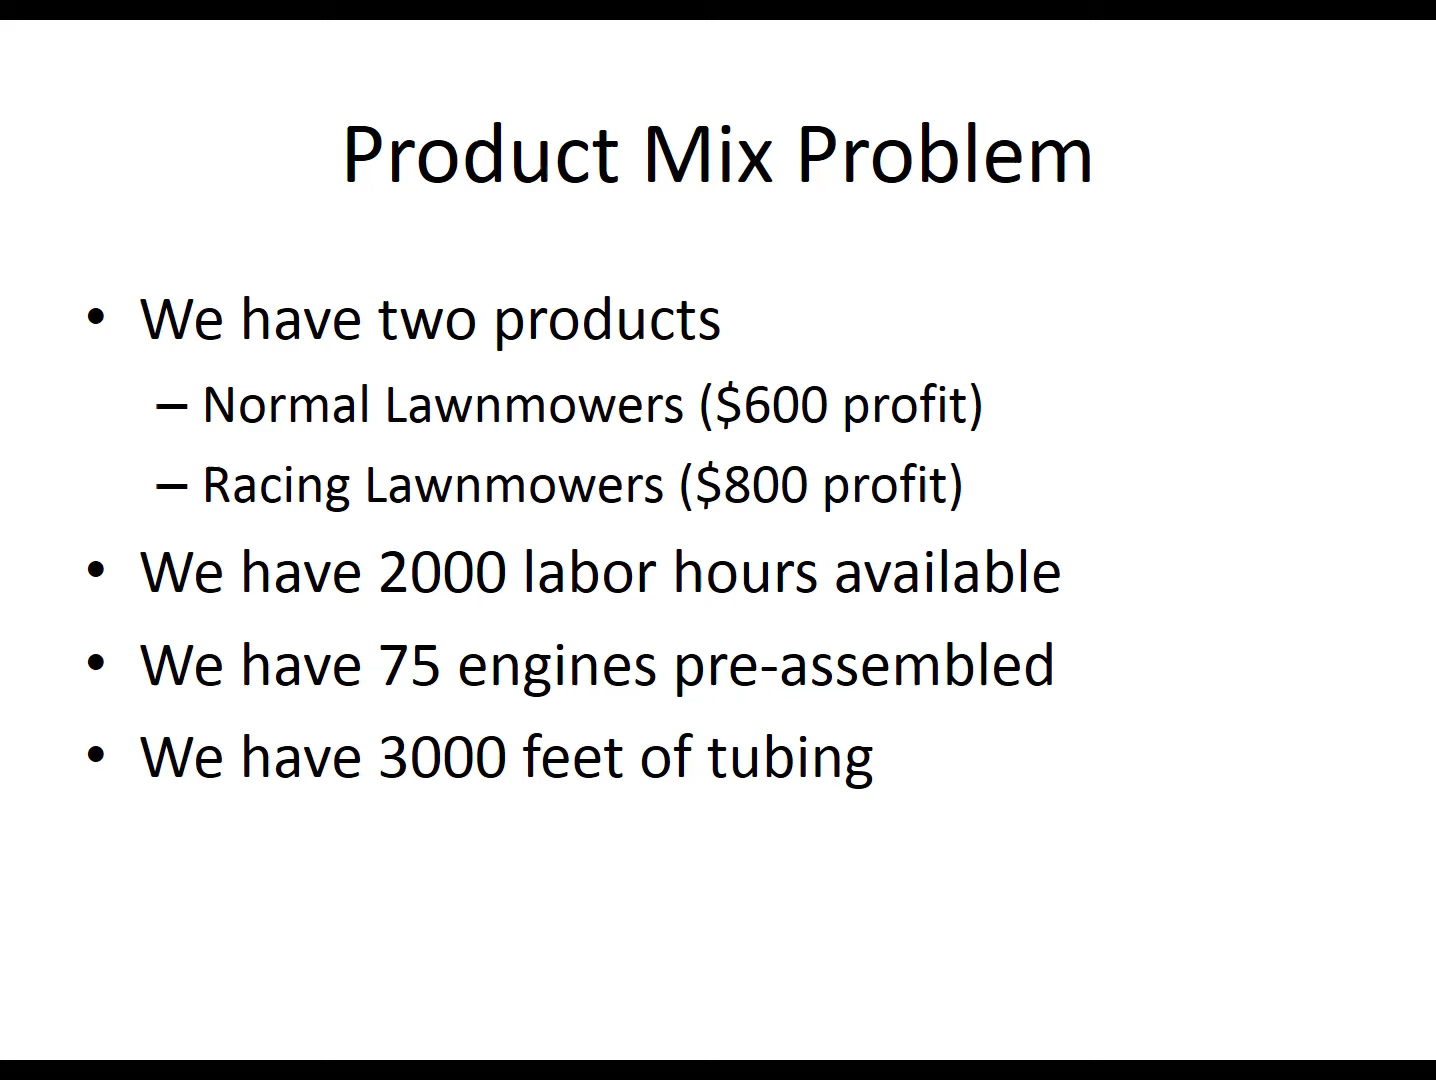 Product Mix Problem
• We have two products
– Normal Lawnmowers ($600 profit)
– Racing Lawnmowers ($800 profit)
• We have 2000 labor hours available
• We have 75 engines pre-assembled
• We have 3000 feet of tubing